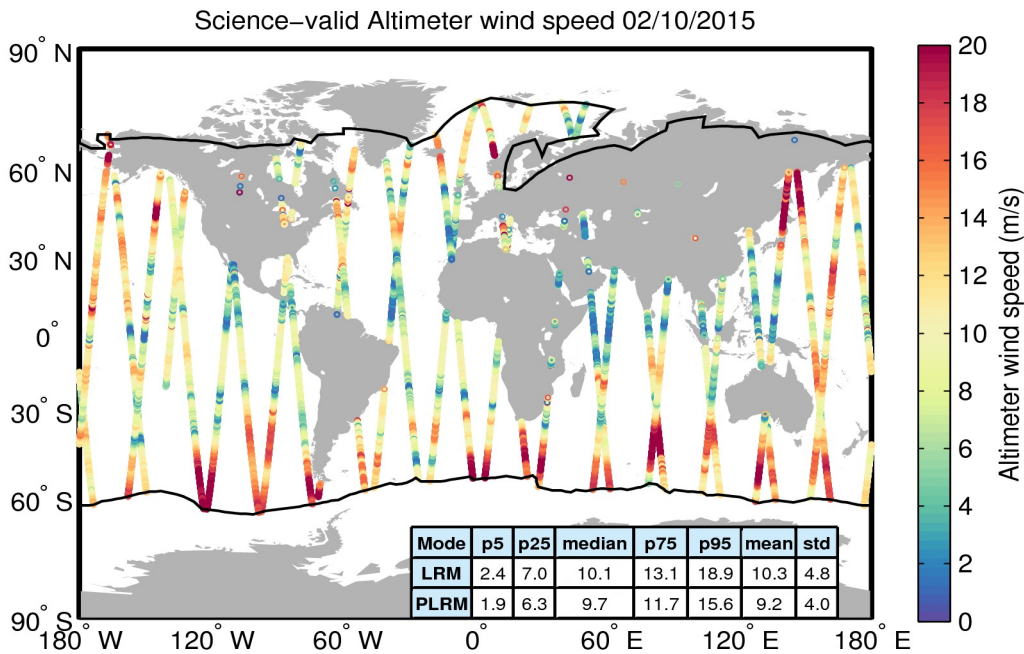 Science-valid Altimeter wind speed 02/10/2015
90° N
60° N
30° N
0°
30° S
60° S
90° S
180° W
120° W
60° W
0°
60° E
120° E
180° E
Mode p5 p25 median p75 p95 mean std
LRM 2.4 7.0 10.1 13.1 18.9 10.3 4.8
PLRM 1.9 6.3 9.7 11.7 15.6 9.2 4.0
20
18
16
14
12
10
8
6
4
2
0
Altimeter wind speed (m/s)